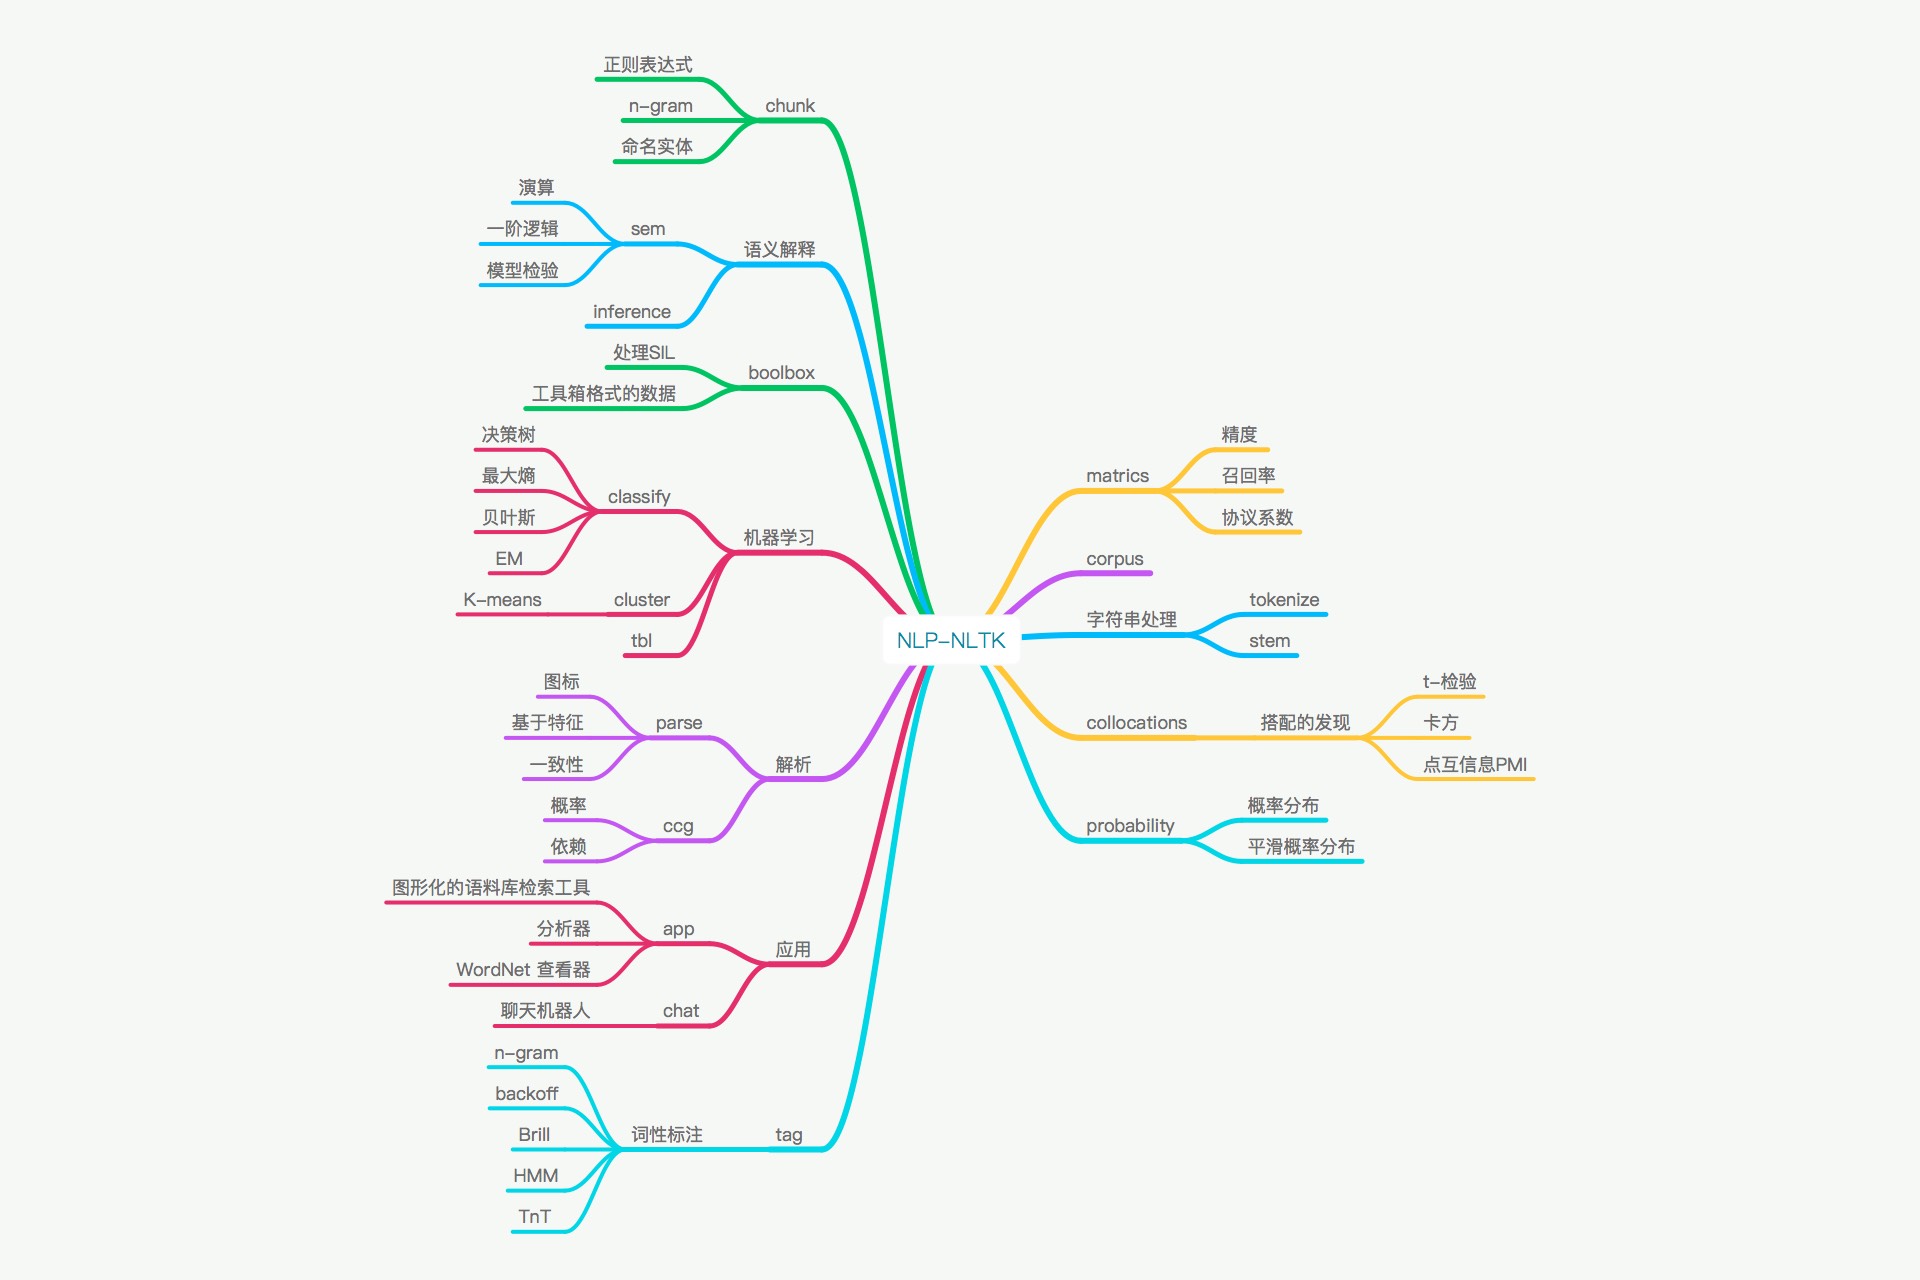 正则表达式
n-gram
命名实体
chunk
演算
一阶逻辑
模型检验
sem
inference
语义解释
处理SIL
工具箱格式的数据
boolbox
决策树
最大熵
贝叶斯
EM
classify
K-means
cluster
tbl
机器学习
图标
基于特征
一致性
parse
概率
依赖
ccg
解析
图形化的语料库检索工具
分析器
WordNet 查看器
app
聊天机器人
chat
应用
n-gram
backoff
Brill
HMM
TnT
词性标注
tag
NLP-NLTK
matrics
精度
召回率
协议系数
corpus
字符串处理
tokenize
stem
collocations
搭配的发现
t-检验
卡方
点互信息PMI
probability
概率分布
平滑概率分布